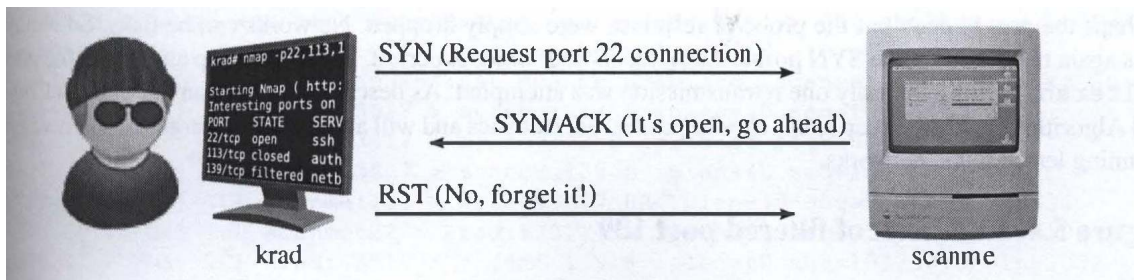 krad# nmap -p22,113,1
Starting Nmap ( http:
Interesting ports on
PORT STATE SERV
22/tcp open ssh
113/tcp closed auth
139/tcp filtered netb
SYN (Request port 22 connection)
SYN/ACK (It's open, go ahead)
RST (No, forget it!)
krad
scanme